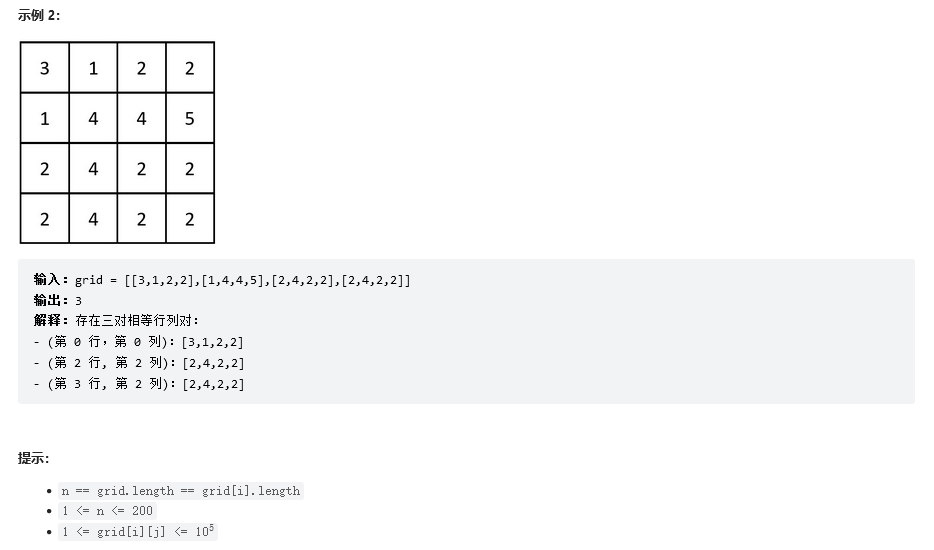 示例 2:
3 1 2 2
1 4 4 5
2 4 2 2
2 4 2 2
输入：grid = [[3,1,2,2],[1,4,4,5],[2,4,2,2],[2,4,2,2]]
输出：3
解释：存在三对相等行列对：
- (第 0 行，第 0 列)：[3,1,2,2]
- (第 2 行, 第 2 列)：[2,4,2,2]
- (第 3 行, 第 2 列)：[2,4,2,2]
提示：
• n == grid.length == grid[i].length
• 1 <= n <= 200
• 1 <= grid[i][j] <= 10⁵